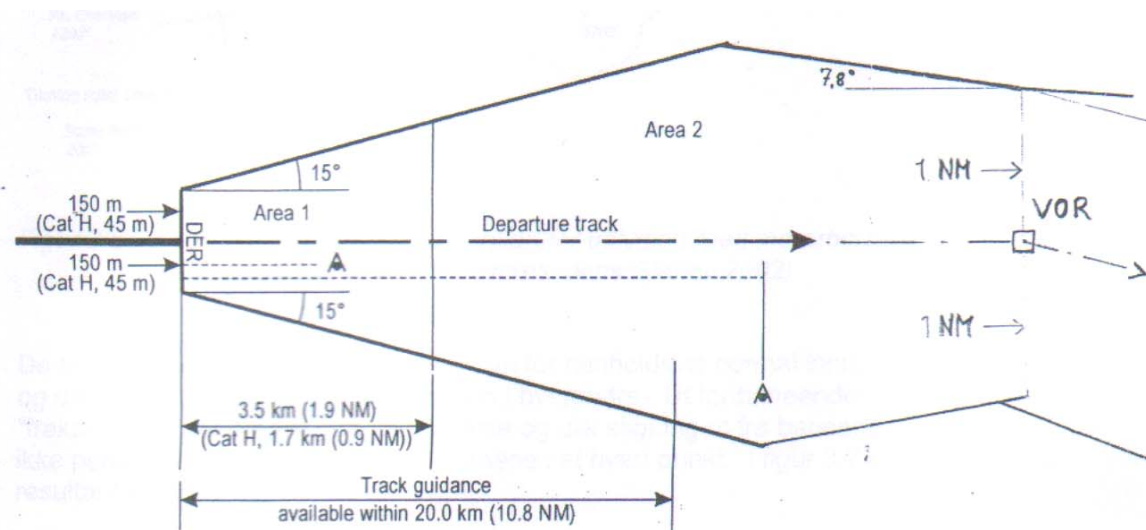 7,8°
Area 2
15°
1 NM
150 m
(Cat H, 45 m)
Area 1
VOR
DER
Departure track
150 m
(Cat H, 45 m)
15°
1 NM
3.5 km (1.9 NM)
(Cat H, 1.7 km (0.9 NM))
Track guidance
available within 20.0 km (10.8 NM)